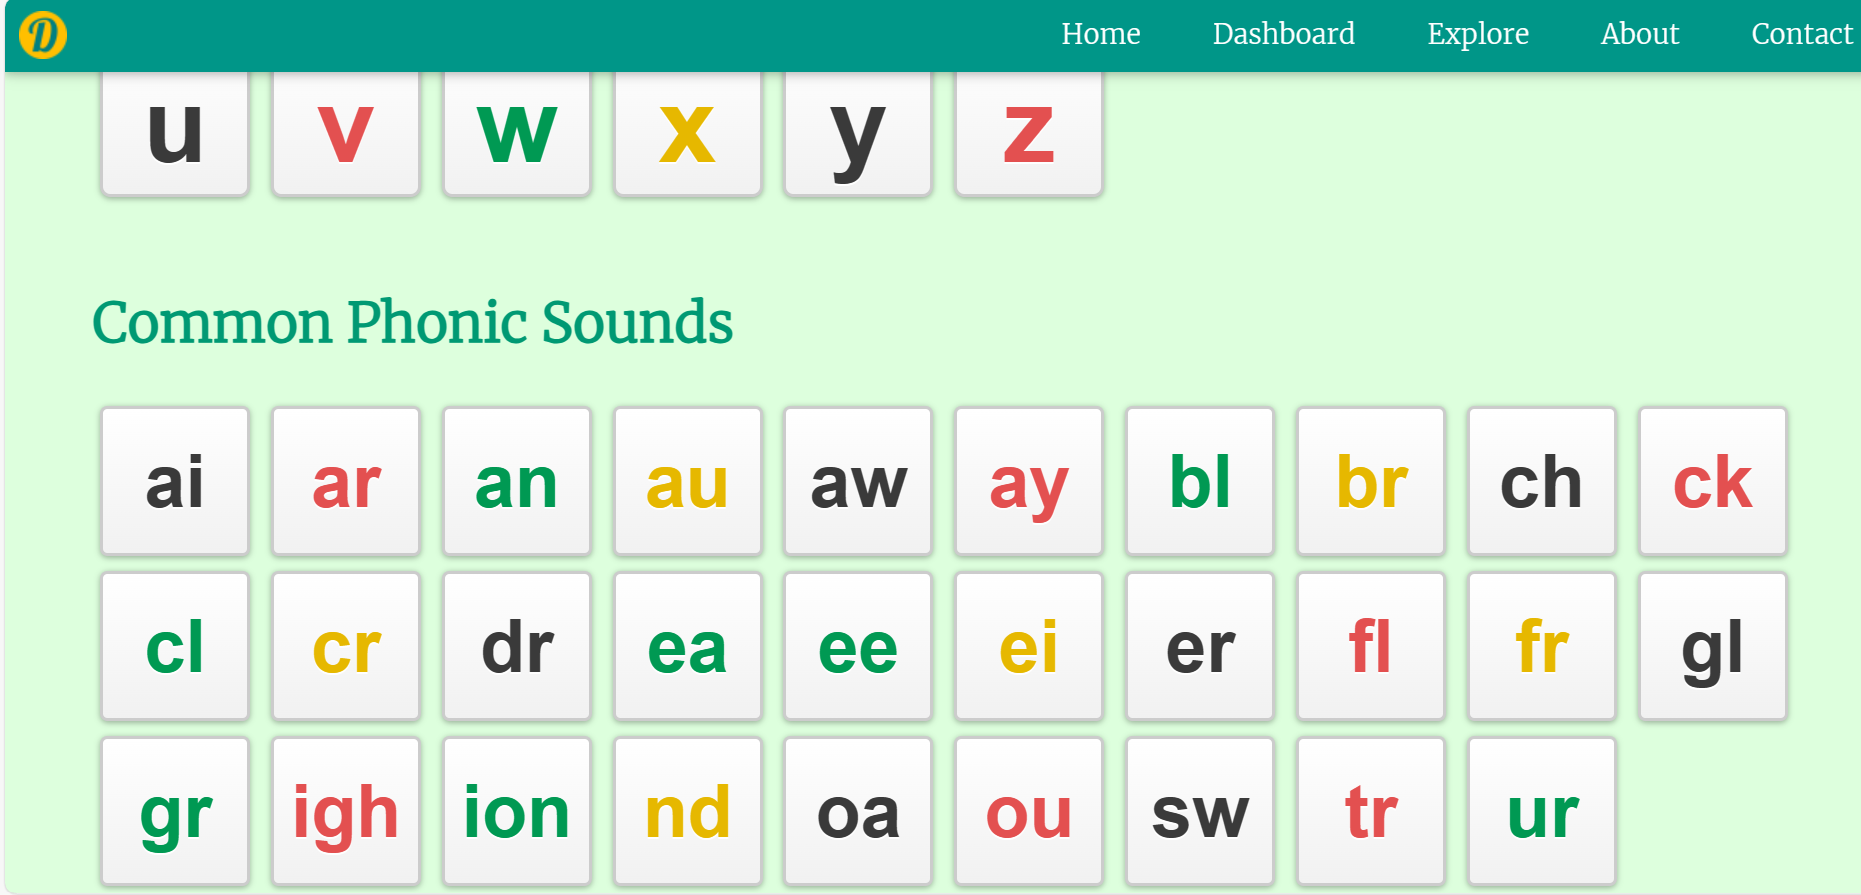 D Home Dashboard Explore About Contact
u v w x y z
Common Phonic Sounds
ai ar an au aw ay bl br ch ck
cl cr dr ea ee ei er fl fr gl
gr igh ion nd oa ou sw tr ur